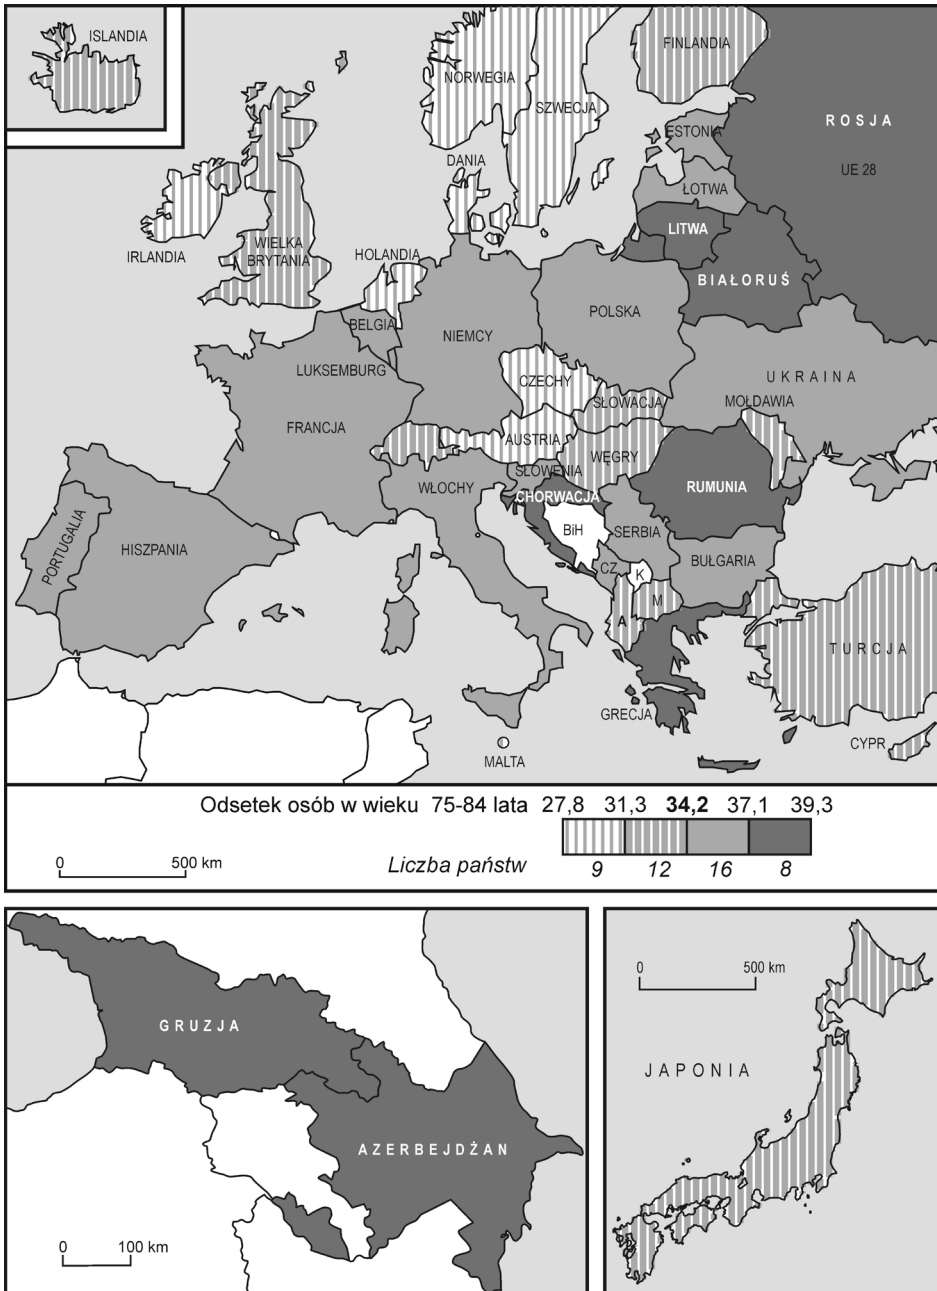 ISLANDIA
FINLANDIA
NORWEGIA
SZWECJA
ROSJA
ESTONIA
DANIA
UE 28
ŁOTWA
LITWA
WIELKA
BRYTANIA
IRLANDIA
HOLANDIA
BIAŁORUŚ
POLSKA
BELGIA
NIEMCY
LUKSEMBURG
CZECHY
UKRAINA
SŁOWACJA
MOŁDAWIA
FRANCJA
AUSTRIA
WĘGRY
SŁOWENIA
WŁOCHY
CHORWACJA
RUMUNIA
BiH
SERBIA
PORTUGALIA
HISZPANIA
CZ
K
BUŁGARIA
M
A
TURCJA
GRECJA
CYPR
MALTA
Odsetek osób w wieku 75-84 lata 27,8 31,3 34,2 37,1 39,3
0 500 km
Liczba państw 9 12 16 8
GRUZJA
AZERBEJDŻAN
0 100 km
0 500 km
JAPONIA